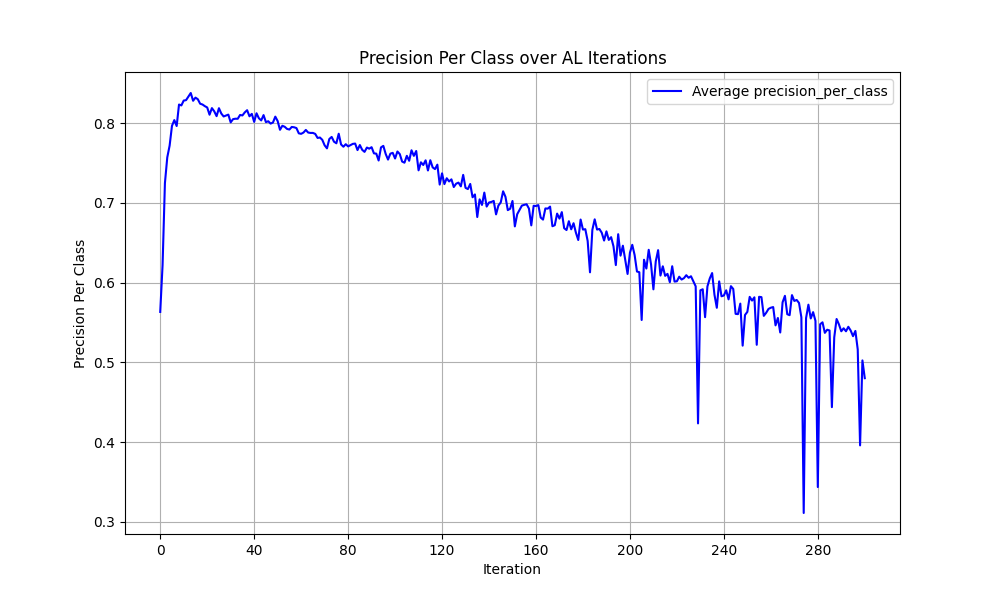 Precision Per Class over AL Iterations
Average precision_per_class
Precision Per Class
0.8
0.7
0.6
0.5
0.4
0.3
0 40 80 120 160 200 240 280
Iteration